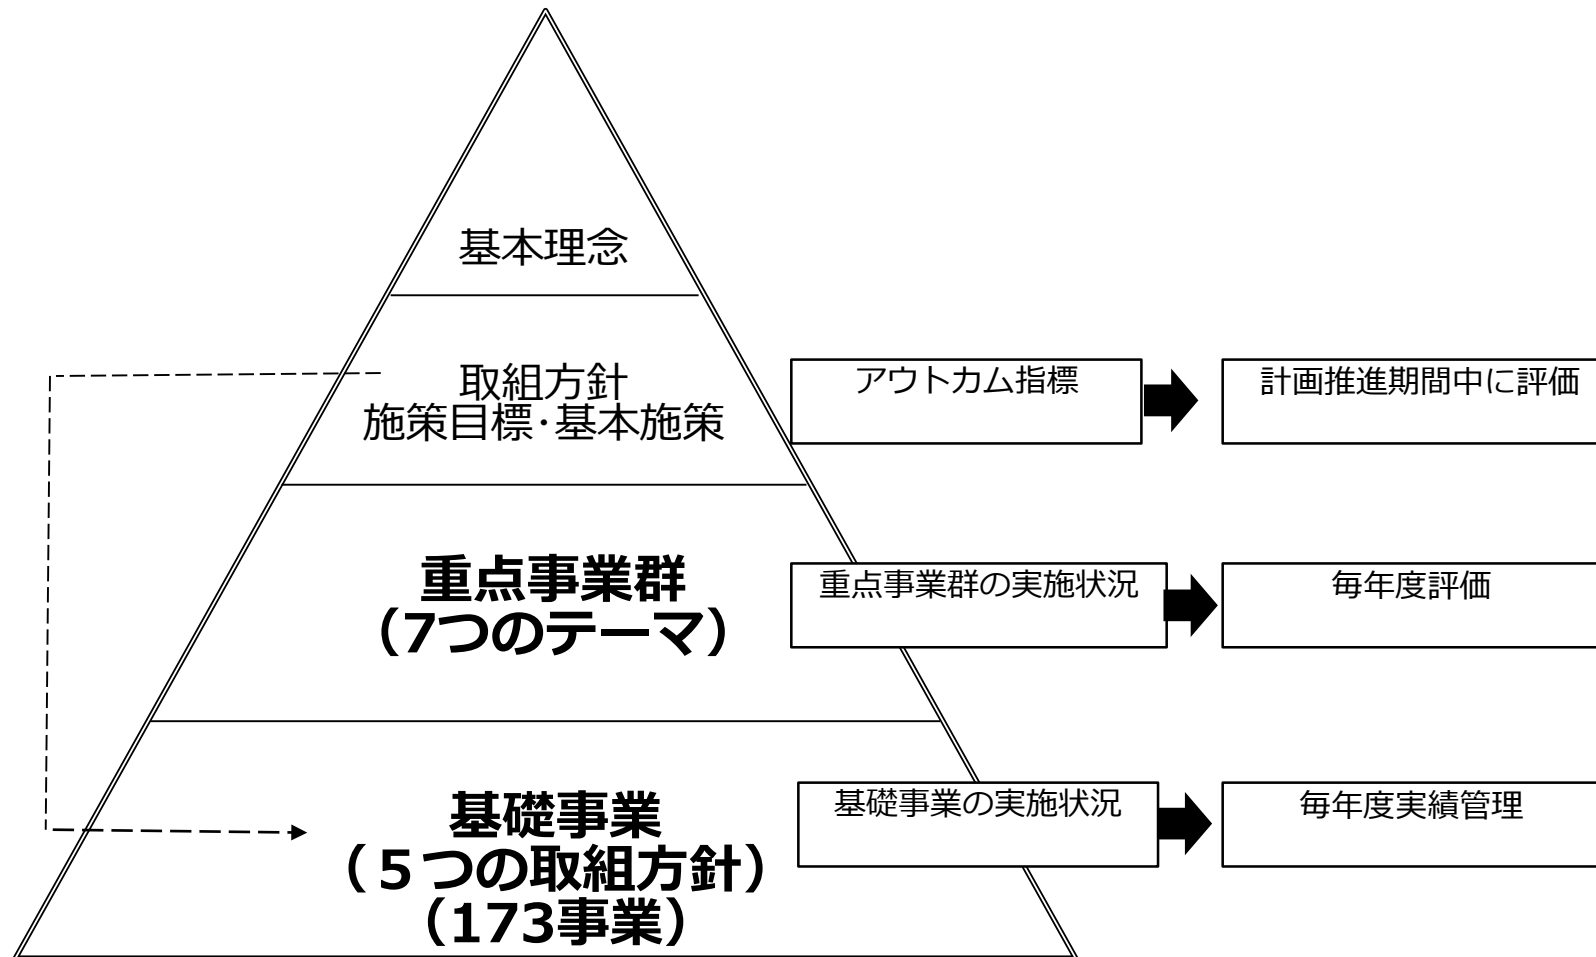 基本理念
取組方針
施策目標･基本施策
アウトカム指標
計画推進期間中に評価
重点事業群
（7つのテーマ）
重点事業群の実施状況
毎年度評価
基礎事業
（５つの取組方針）
（173事業）
基礎事業の実施状況
毎年度実績管理